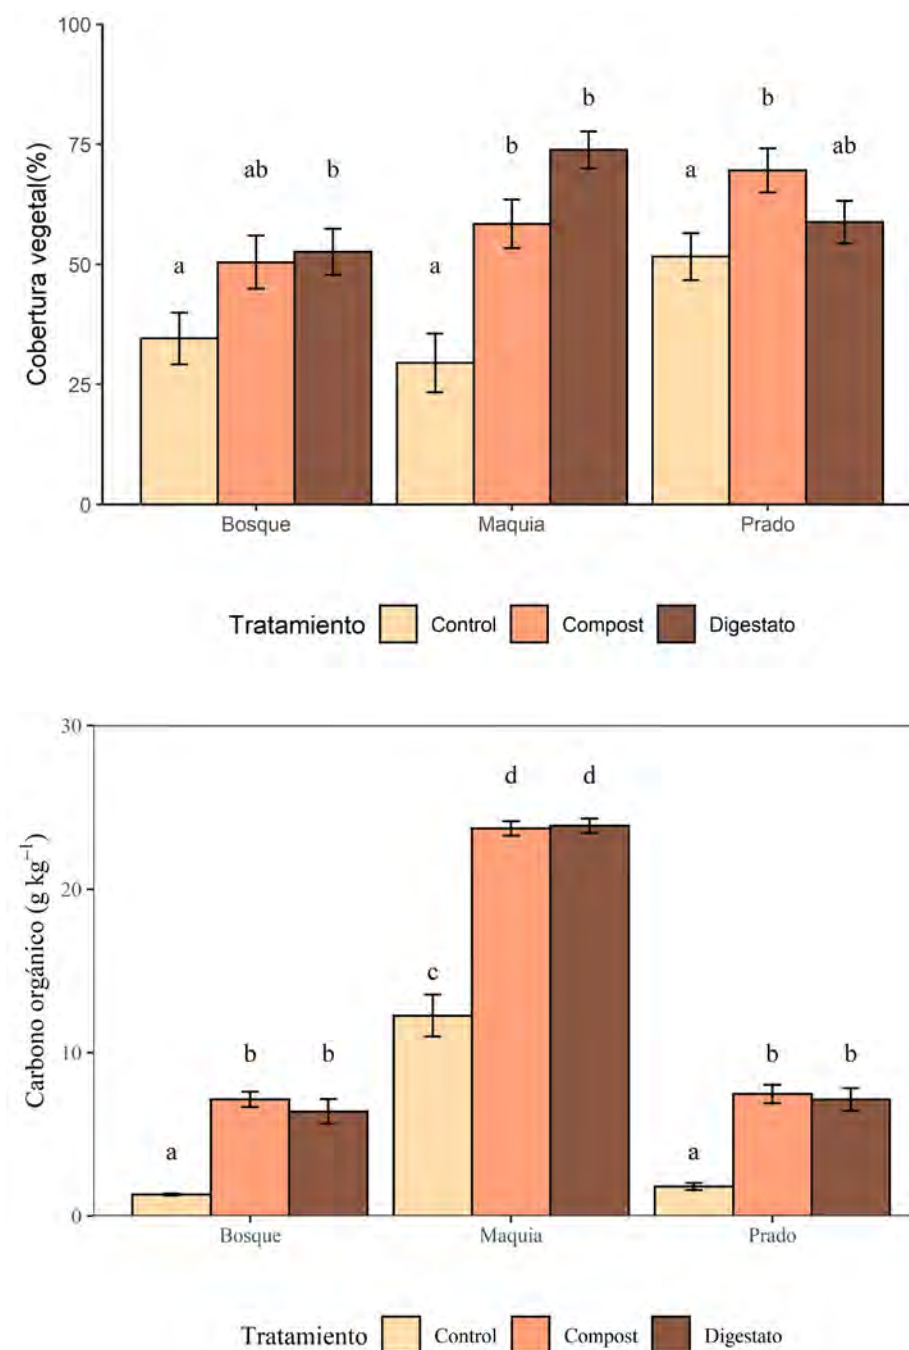 100
b
b
75
b
ab
ab
b
a
50
a
a
25
0
Cobertura vegetal(%)
Bosque Maquia Prado
Tratamiento Control Compost Digestato
30
d
d
20
c
10
b
b
b
b
a
a
0
Carbono orgánico (g kg⁻¹)
Bosque Maquia Prado
Tratamiento Control Compost Digestato